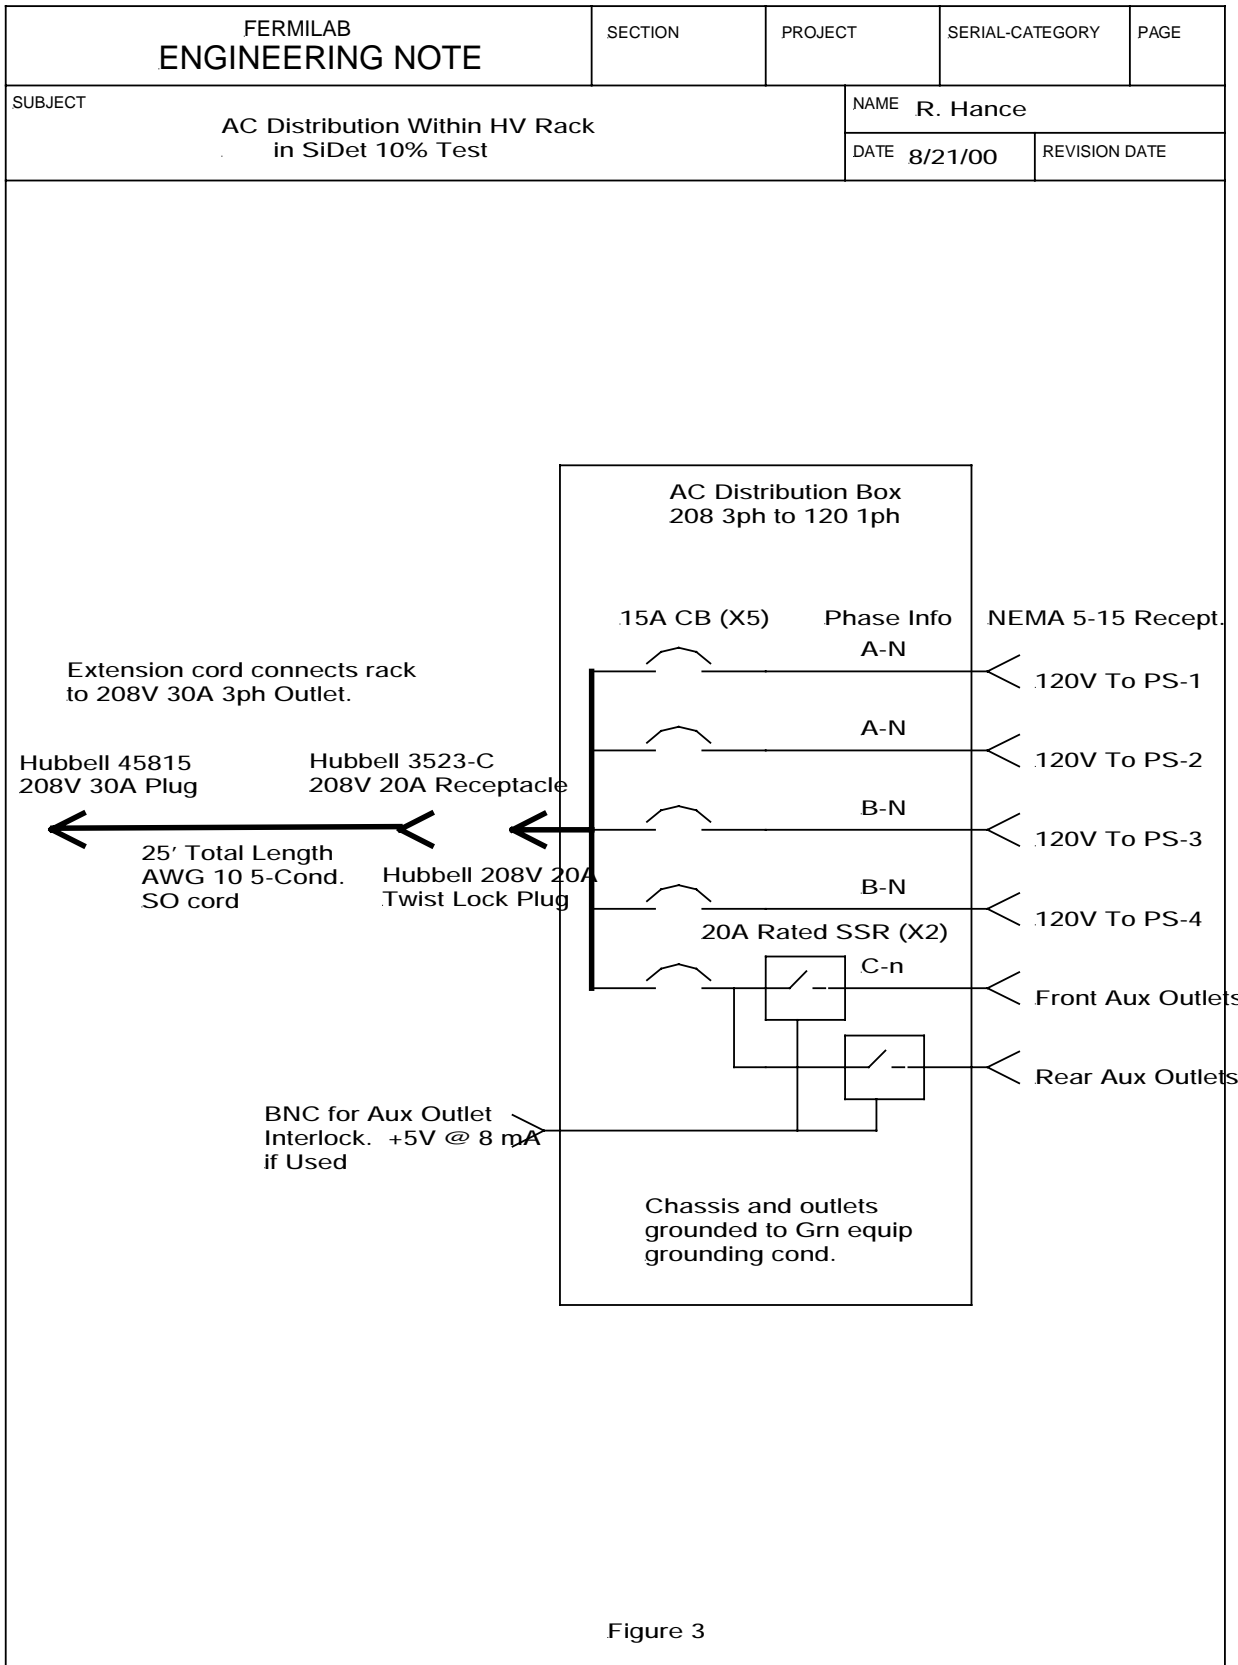 FERMILAB
ENGINEERING NOTE
SECTION
PROJECT
SERIAL-CATEGORY
PAGE
SUBJECT
AC Distribution Within HV Rack
in SiDet 10% Test
NAME R. Hance
DATE 8/21/00
REVISION DATE
AC Distribution Box
208 3ph to 120 1ph
15A CB (X5)
Phase Info
NEMA 5-15 Recept.
A-N
120V To PS-1
A-N
120V To PS-2
B-N
120V To PS-3
B-N
120V To PS-4
20A Rated SSR (X2)
C-n
Front Aux Outlets
Rear Aux Outlets
Extension cord connects rack
to 208V 30A 3ph Outlet.
Hubbell 45815
208V 30A Plug
Hubbell 3523-C
208V 20A Receptacle
25' Total Length
AWG 10 5-Cond.
SO cord
Hubbell 208V 20A
Twist Lock Plug
BNC for Aux Outlet
Interlock. +5V @ 8 mA
if Used
Chassis and outlets
grounded to Grn equip
grounding cond.
Figure 3